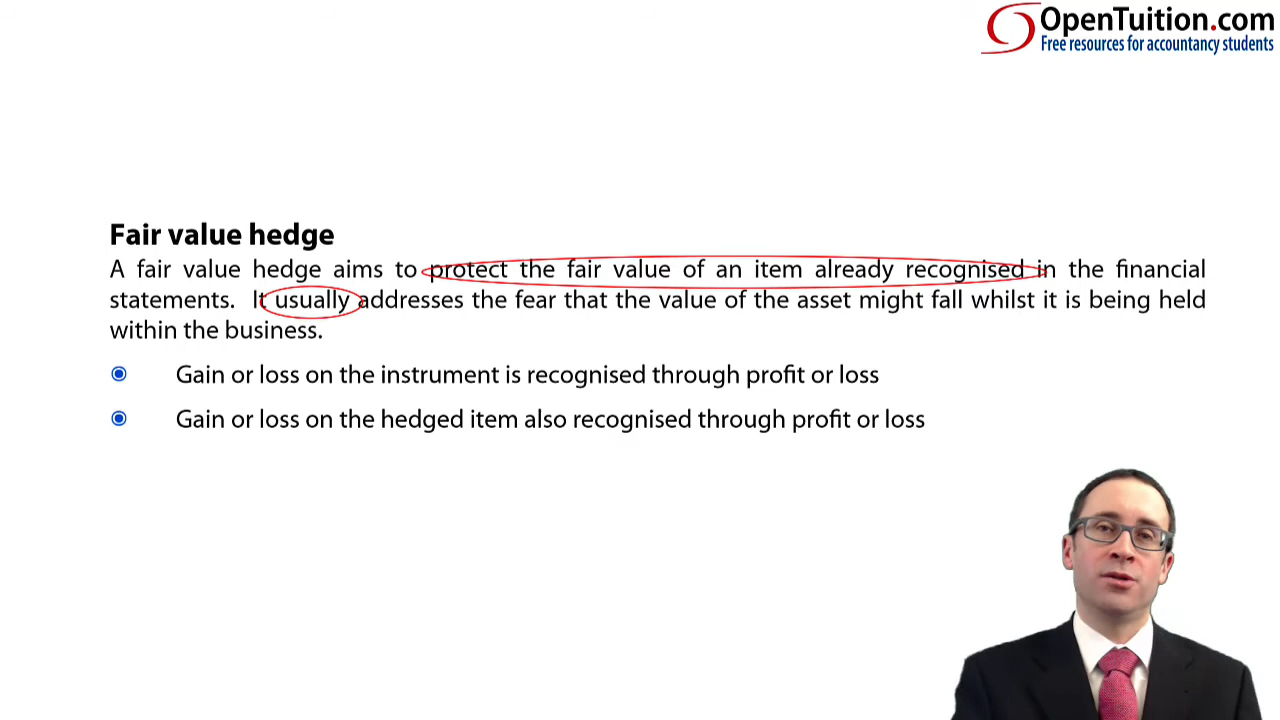 OpenTuition.com
Free resources for accountancy students
Fair value hedge
A fair value hedge aims to protect the fair value of an item already recognised in the financial
statements. It usually addresses the fear that the value of the asset might fall whilst it is being held
within the business.
Gain or loss on the instrument is recognised through profit or loss
Gain or loss on the hedged item also recognised through profit or loss